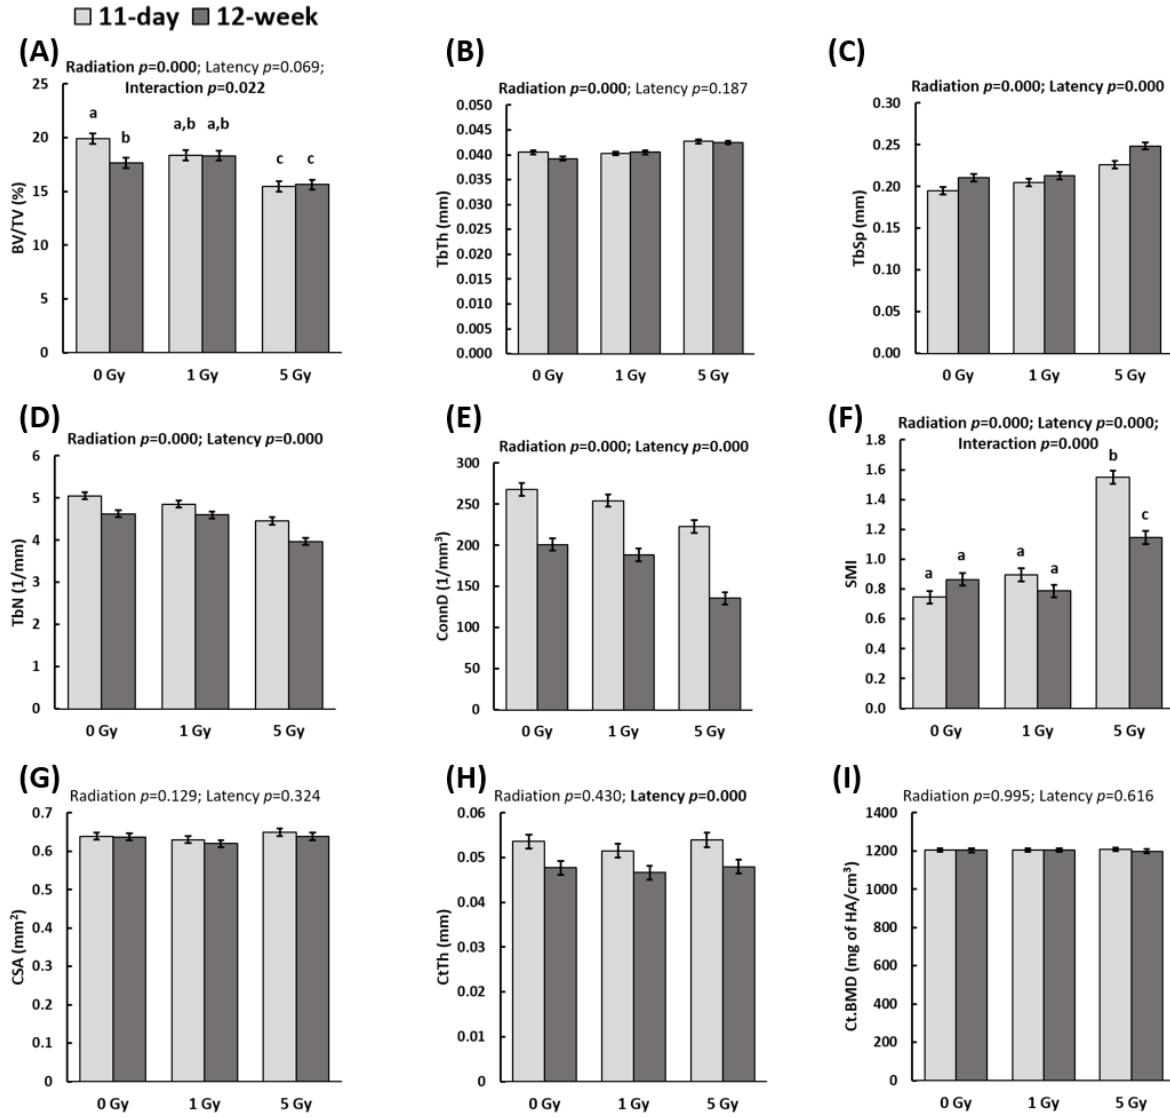 11-day 12-week
(A)
Radiation p=0.000; Latency p=0.069;
Interaction p=0.022
BV/TV (%)
25
20
15
10
5
0
a
b
a,b a,b
c c
0 Gy 1 Gy 5 Gy
(B)
Radiation p=0.000; Latency p=0.187
TbTh (mm)
0.050
0.045
0.040
0.035
0.030
0.025
0.020
0.015
0.010
0.005
0.000
0 Gy 1 Gy 5 Gy
(C)
Radiation p=0.000; Latency p=0.000
TbSp (mm)
0.30
0.20
0.10
0.00
0 Gy 1 Gy 5 Gy
(D)
Radiation p=0.000; Latency p=0.000
TbN (1/mm)
6
5
4
3
2
1
0
0 Gy 1 Gy 5 Gy
(E)
Radiation p=0.000; Latency p=0.000
ConnD (1/mm³)
300
250
200
150
100
50
0
0 Gy 1 Gy 5 Gy
(F)
Radiation p=0.000; Latency p=0.000;
Interaction p=0.000
SMI
1.8
1.6
1.4
1.2
1.0
0.8
0.6
0.4
0.2
0.0
a a
a a
b
c
0 Gy 1 Gy 5 Gy
(G)
Radiation p=0.129; Latency p=0.324
CSA (mm²)
0.7
0.6
0.5
0.4
0.3
0.2
0.1
0
0 Gy 1 Gy 5 Gy
(H)
Radiation p=0.430; Latency p=0.000
CtTh (mm)
0.06
0.05
0.04
0.03
0.02
0.01
0
0 Gy 1 Gy 5 Gy
(I)
Radiation p=0.995; Latency p=0.616
Ct.BMD (mg of HA/cm³)
1400
1200
1000
800
600
400
200
0
0 Gy 1 Gy 5 Gy